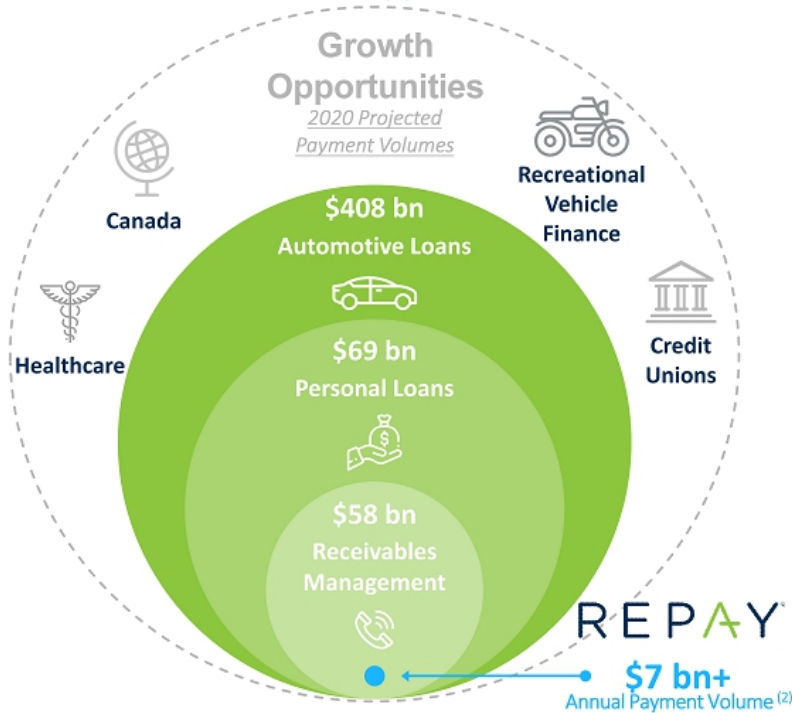 Growth
Opportunities
2020 Projected
Payment Volumes
Canada
Recreational
Vehicle
Finance
Healthcare
Credit
Unions
$408 bn
Automotive Loans
$69 bn
Personal Loans
$
$58 bn
Receivables
Management
REPAY
$7 bn+
Annual Payment Volume (2)